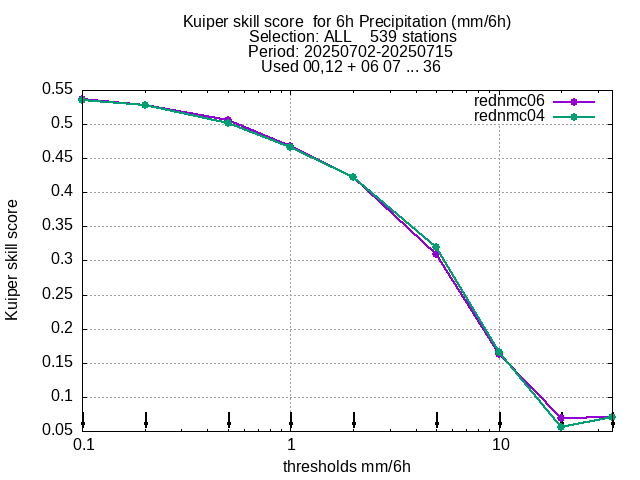 Kuiper skill score  for 6h Precipitation (mm/6h)
Selection: ALL    539 stations
Period: 20250702-20250715
Used 00,12 + 06 07 ... 36
rednmc06
rednmc04
0.55
0.5
0.45
0.4
0.35
0.3
0.25
0.2
0.15
0.1
0.05
Kuiper skill score
0.1 1 10
thresholds mm/6h